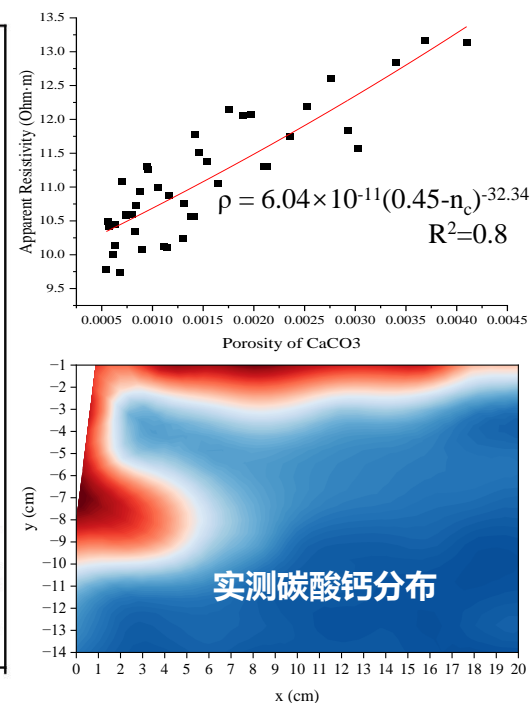 13.5
13.0
12.5
12.0
11.5
11.0
10.5
10.0
9.5
Apparent Resistivity (Ohm·m)
ρ = 6.04×10⁻¹¹(0.45-n_c)⁻³²·³⁴
R²=0.8
0.0005 0.0010 0.0015 0.0020 0.0025 0.0030 0.0035 0.0040 0.0045
Porosity of CaCO3
−1
−2
−3
−4
−5
−6
−7
−8
−9
−10
−11
−12
−13
−14
y (cm)
实测碳酸钙分布
0 1 2 3 4 5 6 7 8 9 10 11 12 13 14 15 16 17 18 19 20
x (cm)